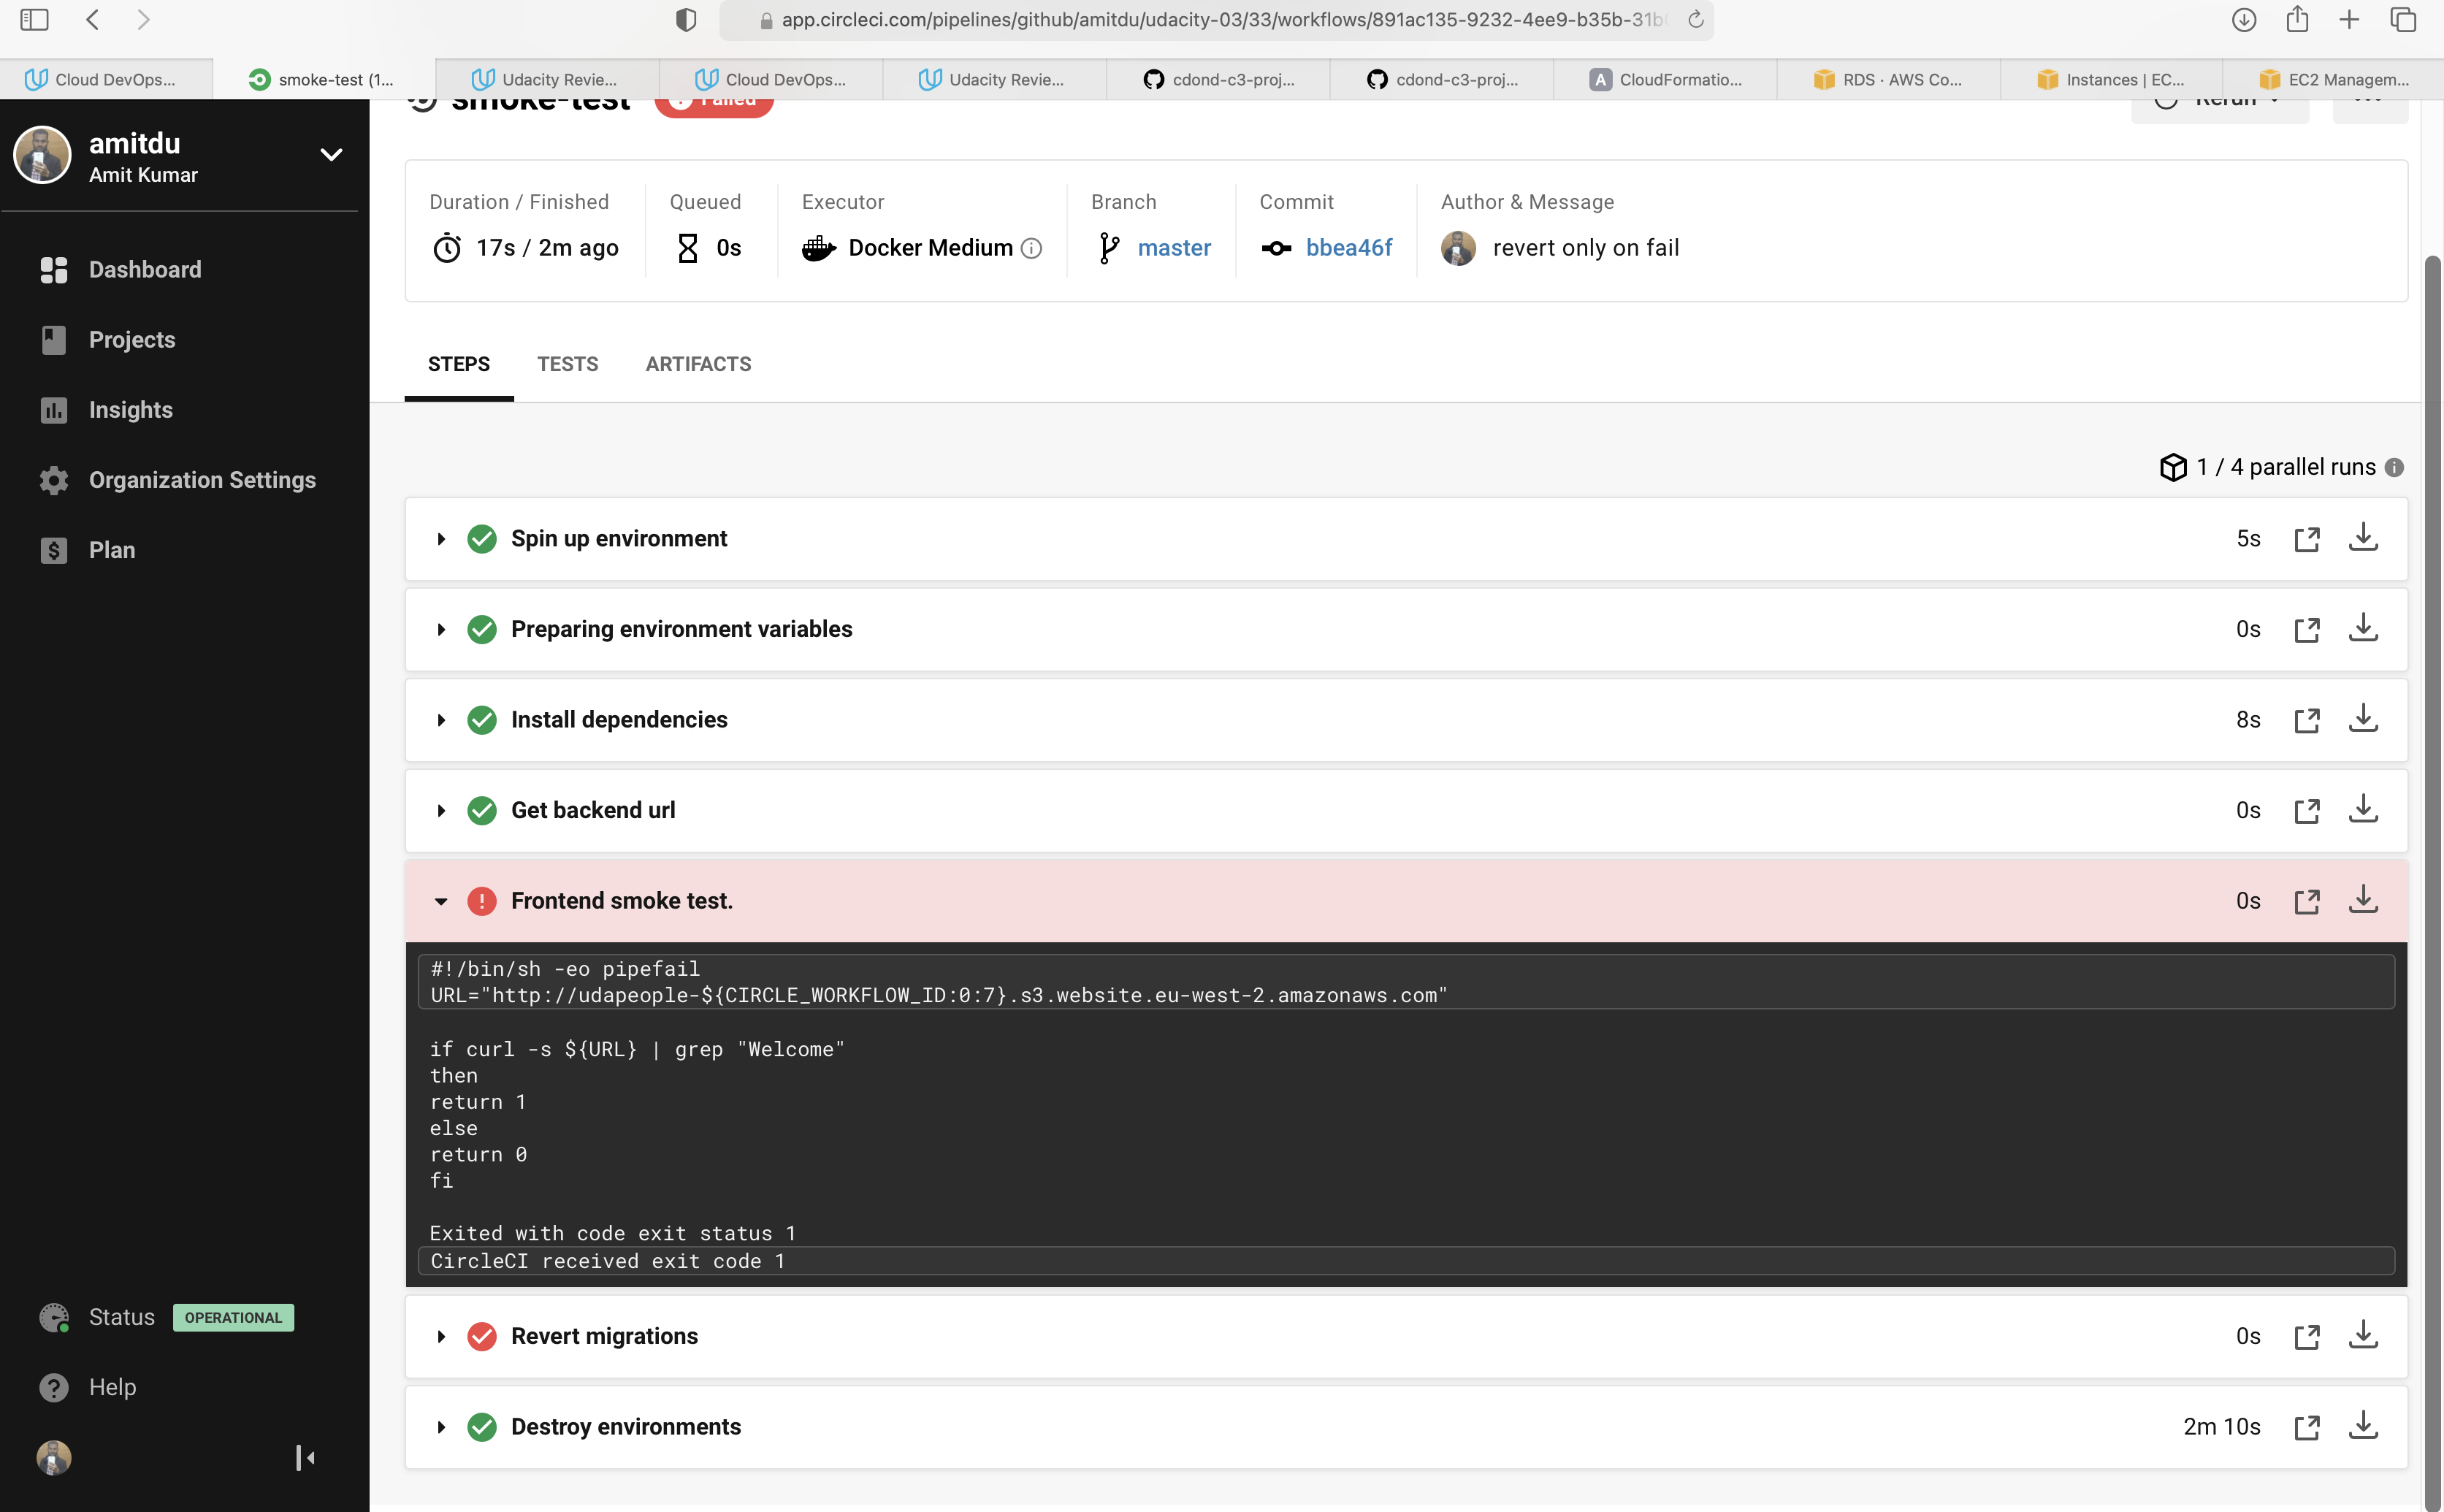 app.circleci.com/pipelines/github/amitdu/udacity-03/33/workflows/891ac135-9232-4ee9-b35b-31b
Cloud DevOps...
smoke-test (1...
Udacity Revie...
Cloud DevOps...
Udacity Revie...
cdond-c3-proj...
cdond-c3-proj...
CloudFormatio...
RDS · AWS Co...
Instances | EC...
EC2 Managem...
smoke-test
Failed
Rerun
amitdu
Amit Kumar
Dashboard
Projects
Insights
Organization Settings
Plan
Status OPERATIONAL
Help
Duration / Finished
17s / 2m ago
Queued
0s
Executor
Docker Medium
Branch
master
Commit
bbea46f
Author & Message
revert only on fail
STEPS TESTS ARTIFACTS
1 / 4 parallel runs
Spin up environment 5s
Preparing environment variables 0s
Install dependencies 8s
Get backend url 0s
Frontend smoke test. 0s
#!/bin/sh -eo pipefail
URL="http://udapeople-${CIRCLE_WORKFLOW_ID:0:7}.s3.website.eu-west-2.amazonaws.com"
if curl -s ${URL} | grep "Welcome"
then
return 1
else
return 0
fi
Exited with code exit status 1
CircleCI received exit code 1
Revert migrations 0s
Destroy environments 2m 10s